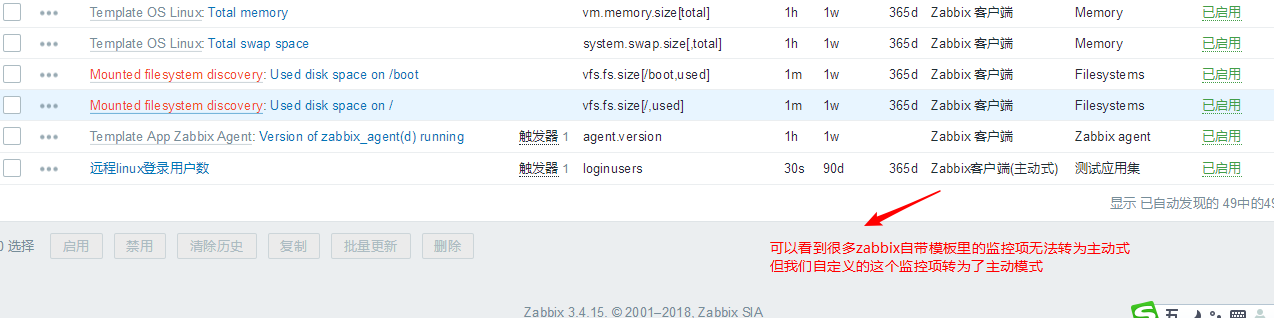 Template OS Linux: Total memory vm.memory.size[total] 1h 1w 365d Zabbix 客户端 Memory 已启用
Template OS Linux: Total swap space system.swap.size[,total] 1h 1w 365d Zabbix 客户端 Memory 已启用
Mounted filesystem discovery: Used disk space on /boot vfs.fs.size[/boot,used] 1m 1w 365d Zabbix 客户端 Filesystems 已启用
Mounted filesystem discovery: Used disk space on / vfs.fs.size[/,used] 1m 1w 365d Zabbix 客户端 Filesystems 已启用
Template App Zabbix Agent: Version of zabbix_agent(d) running 触发器 1 agent.version 1h 1w Zabbix 客户端 Zabbix agent 已启用
远程linux登录用户数 触发器 1 loginusers 30s 90d 365d Zabbix客户端(主动式) 测试应用集 已启用
显示 已自动发现的 49中的49
0 选择 启用 禁用 清除历史 复制 批量更新 删除
可以看到很多zabbix自带模板里的监控项无法转为主动式
但我们自定义的这个监控项转为了主动模式
Zabbix 3.4.15. © 2001–2018, Zabbix SIA
五